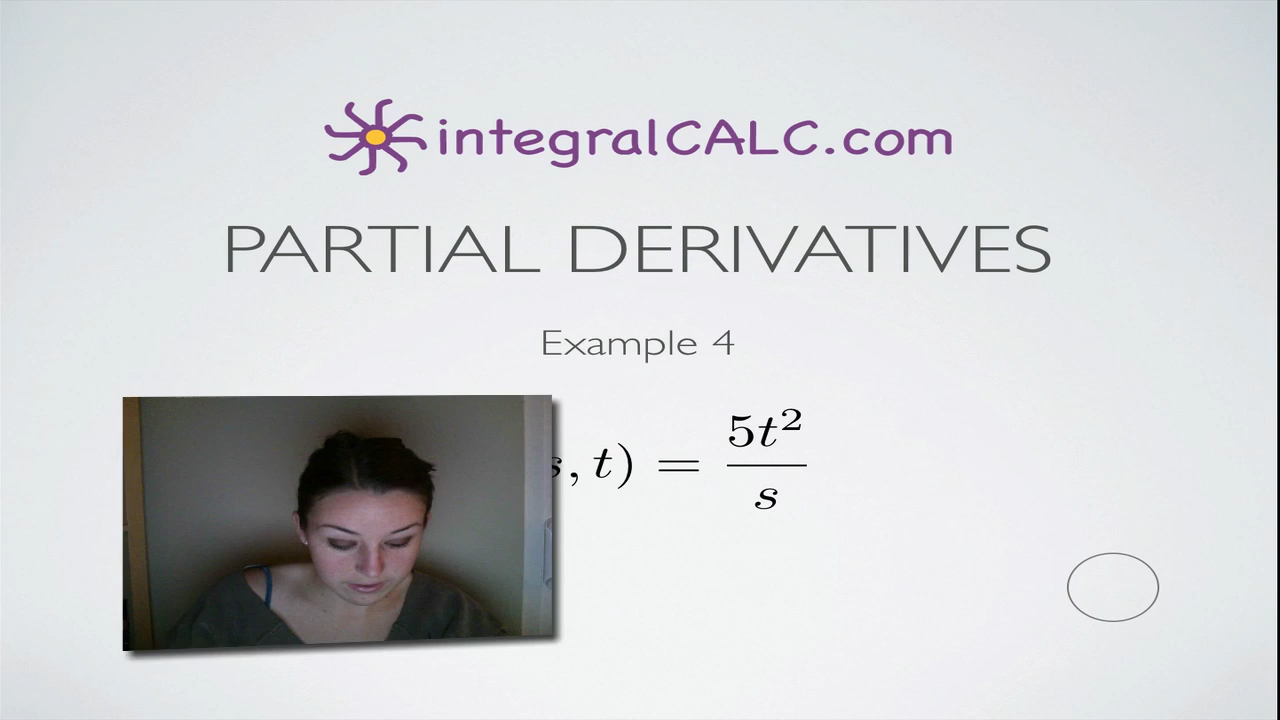 integralCALC.com
PARTIAL DERIVATIVES
Example 4
s, t) = 5t²/s